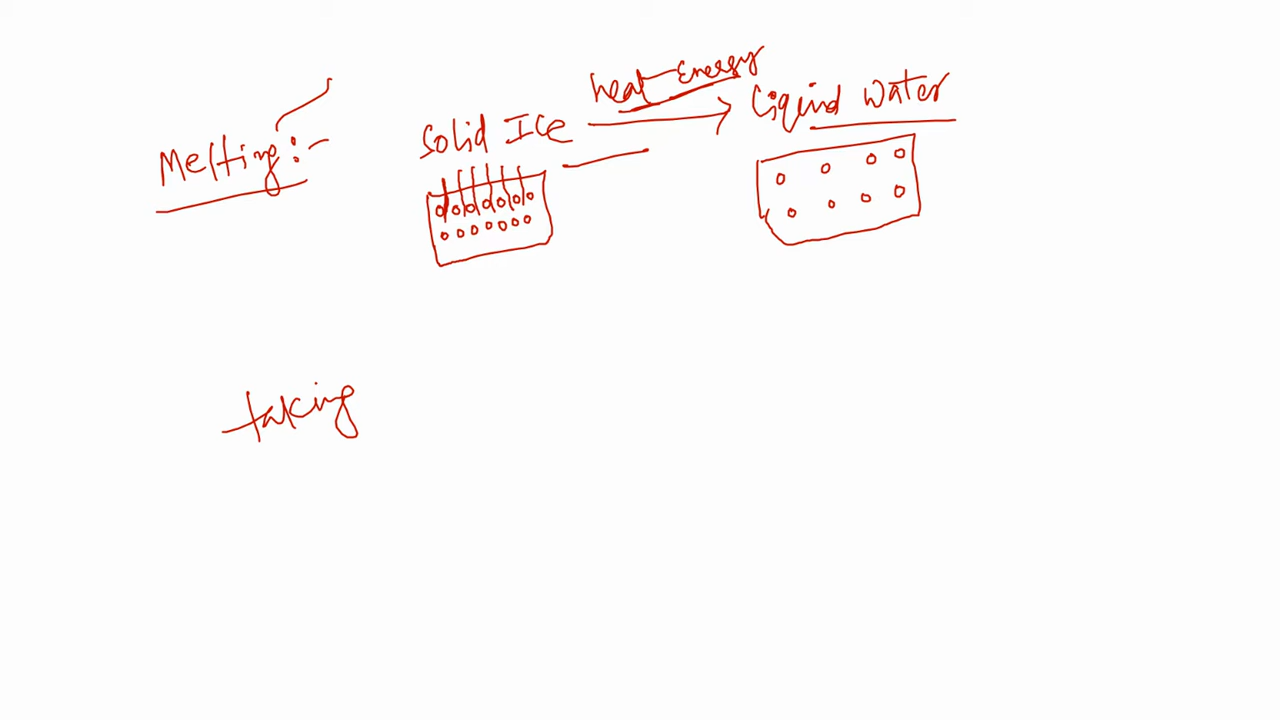 Melting :- Solid Ice heat Energy → Liquid Water
taking